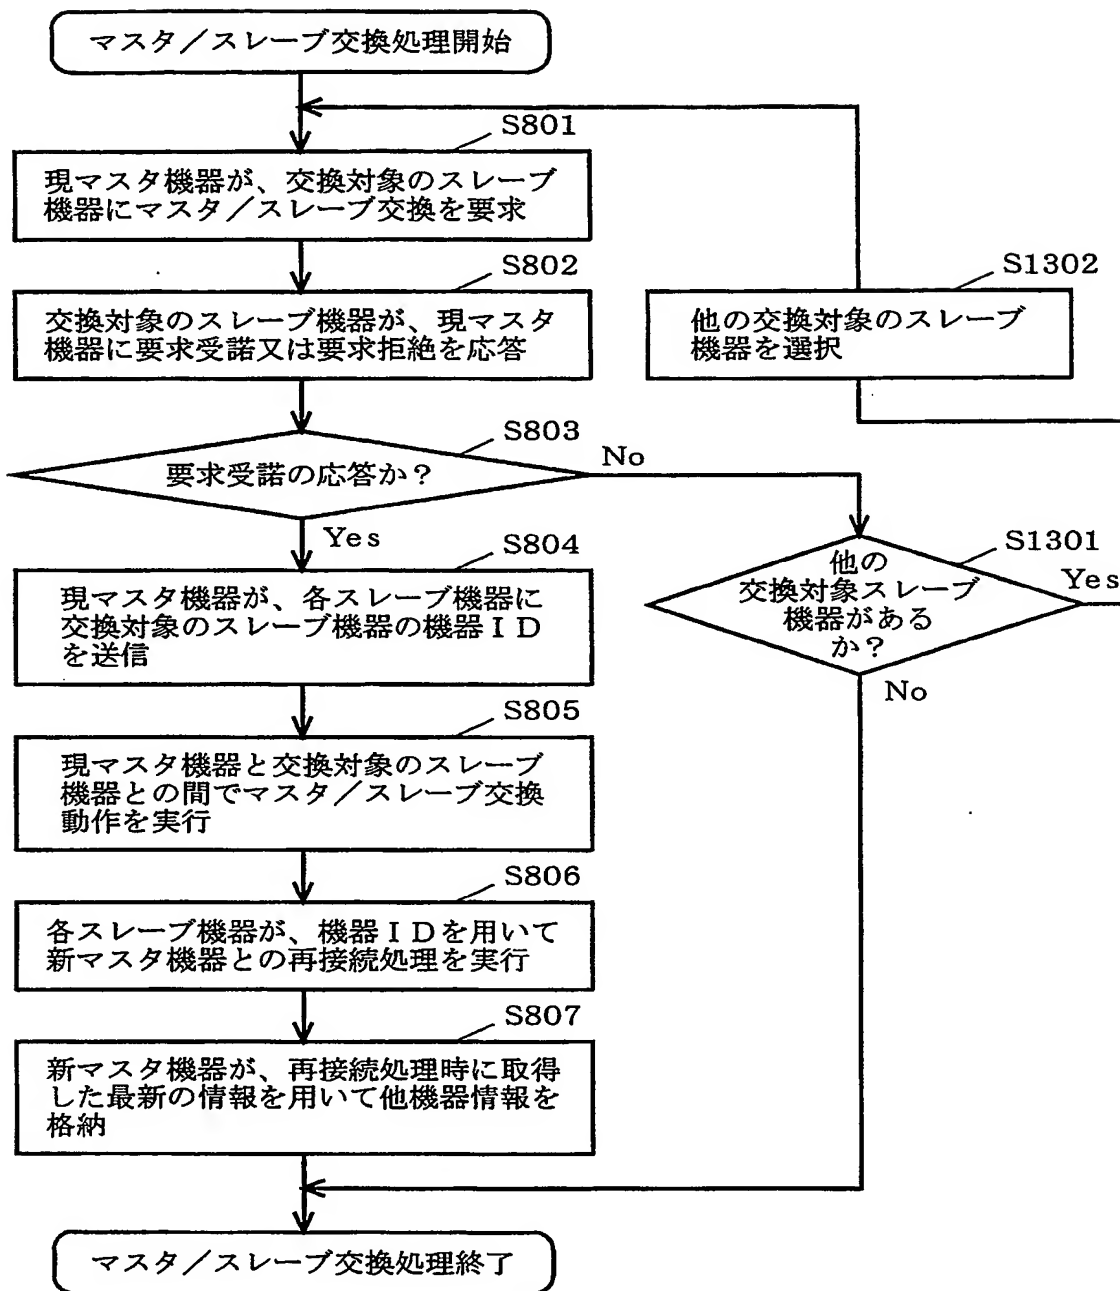 マスタ／スレーブ交換処理開始
S801
現マスタ機器が、交換対象のスレーブ
機器にマスタ／スレーブ交換を要求
S802
交換対象のスレーブ機器が、現マスタ
機器に要求受諾又は要求拒絶を応答
S1302
他の交換対象のスレーブ
機器を選択
S803
要求受諾の応答か？
No
Yes
S1301
他の
交換対象スレーブ
機器がある
か？
Yes
No
S804
現マスタ機器が、各スレーブ機器に
交換対象のスレーブ機器の機器ＩＤ
を送信
S805
現マスタ機器と交換対象のスレーブ
機器との間でマスタ／スレーブ交換
動作を実行
S806
各スレーブ機器が、機器ＩＤを用いて
新マスタ機器との再接続処理を実行
S807
新マスタ機器が、再接続処理時に取得
した最新の情報を用いて他機器情報を
格納
マスタ／スレーブ交換処理終了